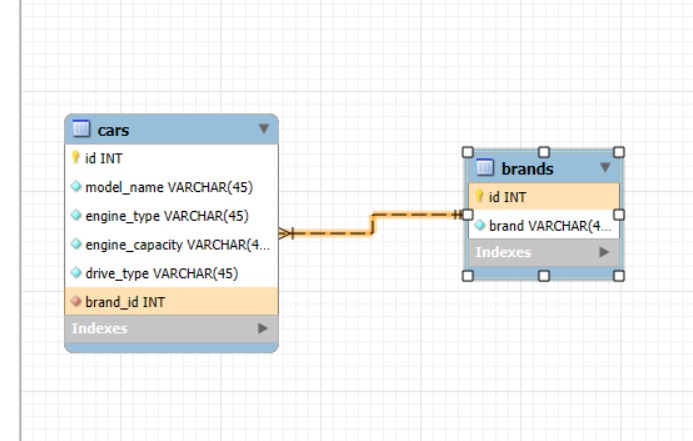 cars
id INT
model_name VARCHAR(45)
engine_type VARCHAR(45)
engine_capacity VARCHAR(4...
drive_type VARCHAR(45)
brand_id INT
Indexes
brands
id INT
brand VARCHAR(4...
Indexes